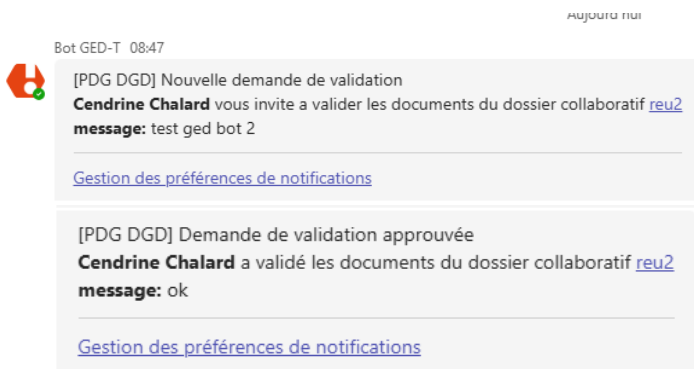 Aujourd'hui
Bot GED-T 08:47
[PDG DGD] Nouvelle demande de validation
Cendrine Chalard vous invite a valider les documents du dossier collaboratif reu2
message: test ged bot 2
Gestion des préférences de notifications
[PDG DGD] Demande de validation approuvée
Cendrine Chalard a validé les documents du dossier collaboratif reu2
message: ok
Gestion des préférences de notifications